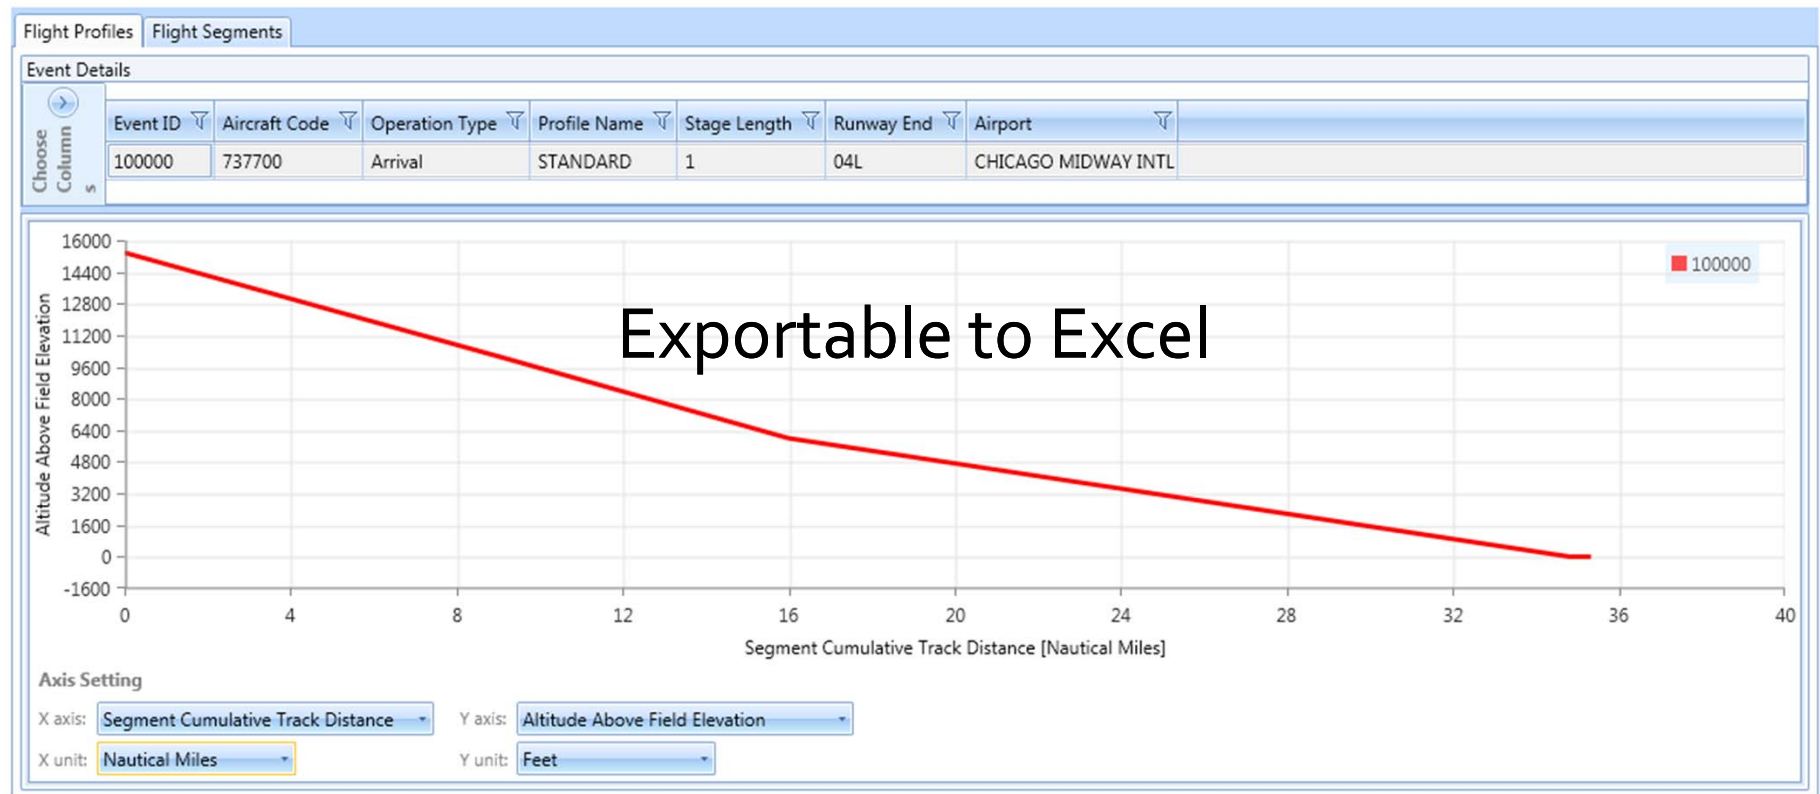 Flight Profiles Flight Segments
Event Details
Choose
Column
s
Event ID Aircraft Code Operation Type Profile Name Stage Length Runway End Airport
100000 737700 Arrival STANDARD 1 04L CHICAGO MIDWAY INTL
Altitude Above Field Elevation
16000
14400
12800
11200
9600
8000
6400
4800
3200
1600
0
-1600
100000
Exportable to Excel
0 4 8 12 16 20 24 28 32 36 40
Segment Cumulative Track Distance [Nautical Miles]
Axis Setting
X axis: Segment Cumulative Track Distance Y axis: Altitude Above Field Elevation
X unit: Nautical Miles Y unit: Feet